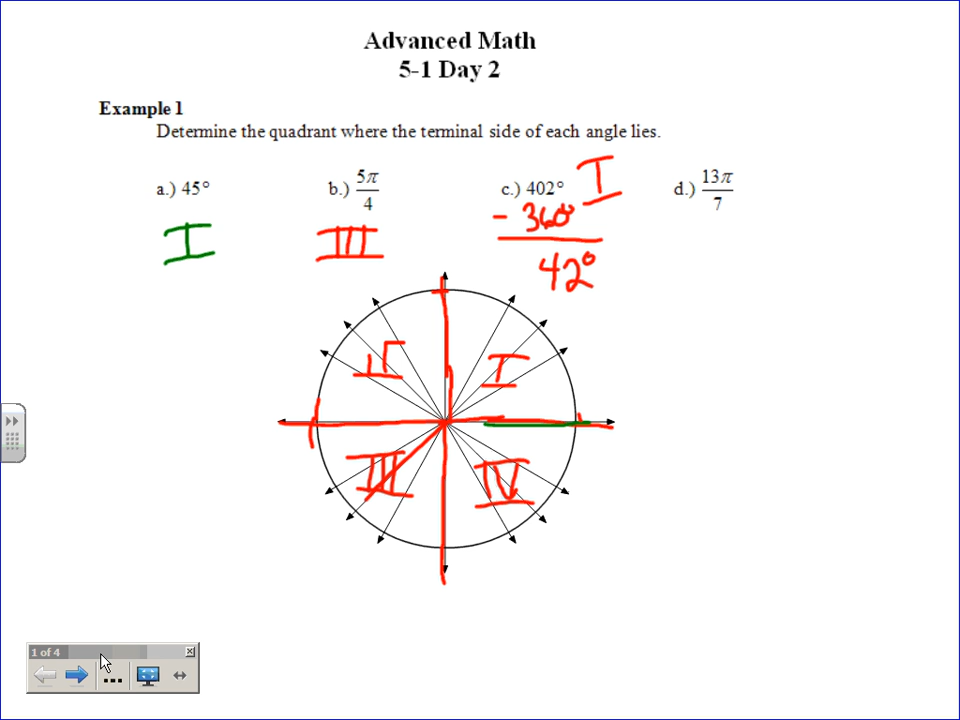 Advanced Math
5-1 Day 2
Example 1
Determine the quadrant where the terminal side of each angle lies.
a.) 45° b.) 5π/4 c.) 402° I d.) 13π/7
I III - 360°
42°
II I
III IV
1 of 4